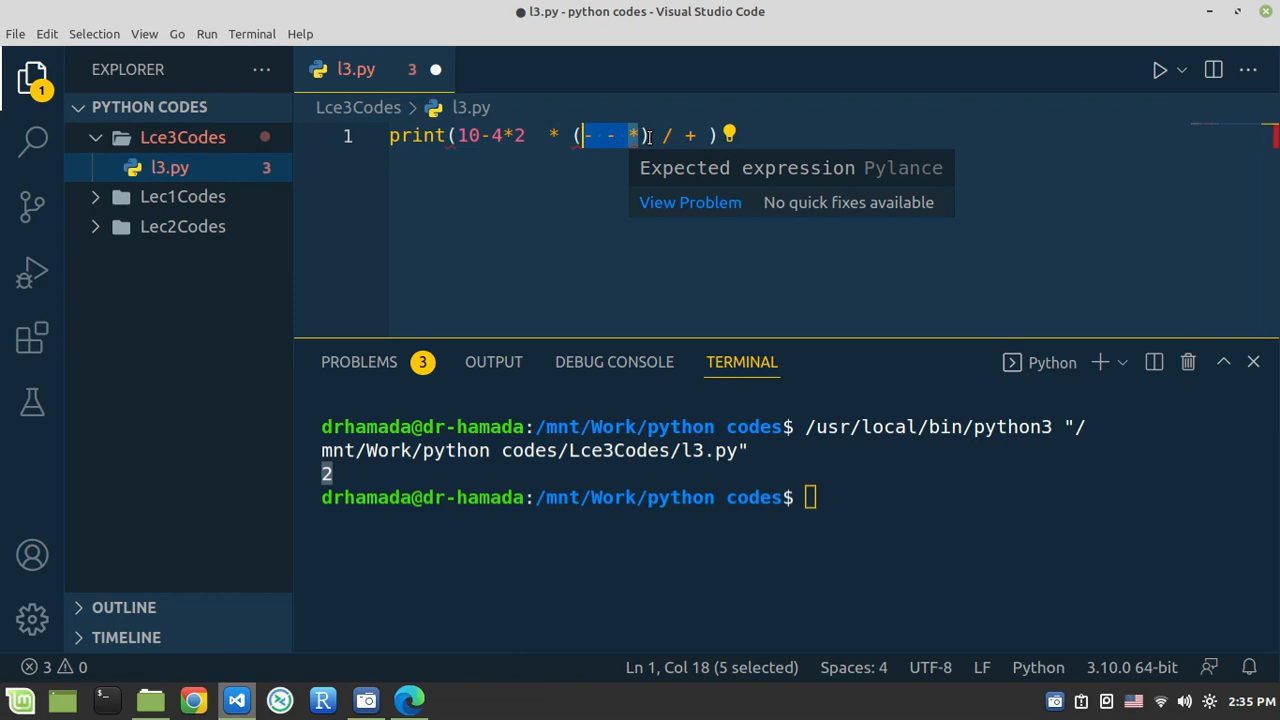 ● l3.py - python codes - Visual Studio Code
File Edit Selection View Go Run Terminal Help
EXPLORER
l3.py 3
PYTHON CODES
Lce3Codes
l3.py 3
Lec1Codes
Lec2Codes
OUTLINE
TIMELINE
1
Lce3Codes > l3.py
1 print(10-4*2  * (- - *) / + )
Expected expression Pylance
View Problem No quick fixes available
PROBLEMS 3 OUTPUT DEBUG CONSOLE TERMINAL
Python
drhamada@dr-hamada:/mnt/Work/python codes$ /usr/local/bin/python3 "/
mnt/Work/python codes/Lce3Codes/l3.py"
2
drhamada@dr-hamada:/mnt/Work/python codes$
3 0 Ln 1, Col 18 (5 selected) Spaces: 4 UTF-8 LF Python 3.10.0 64-bit
2:35 PM